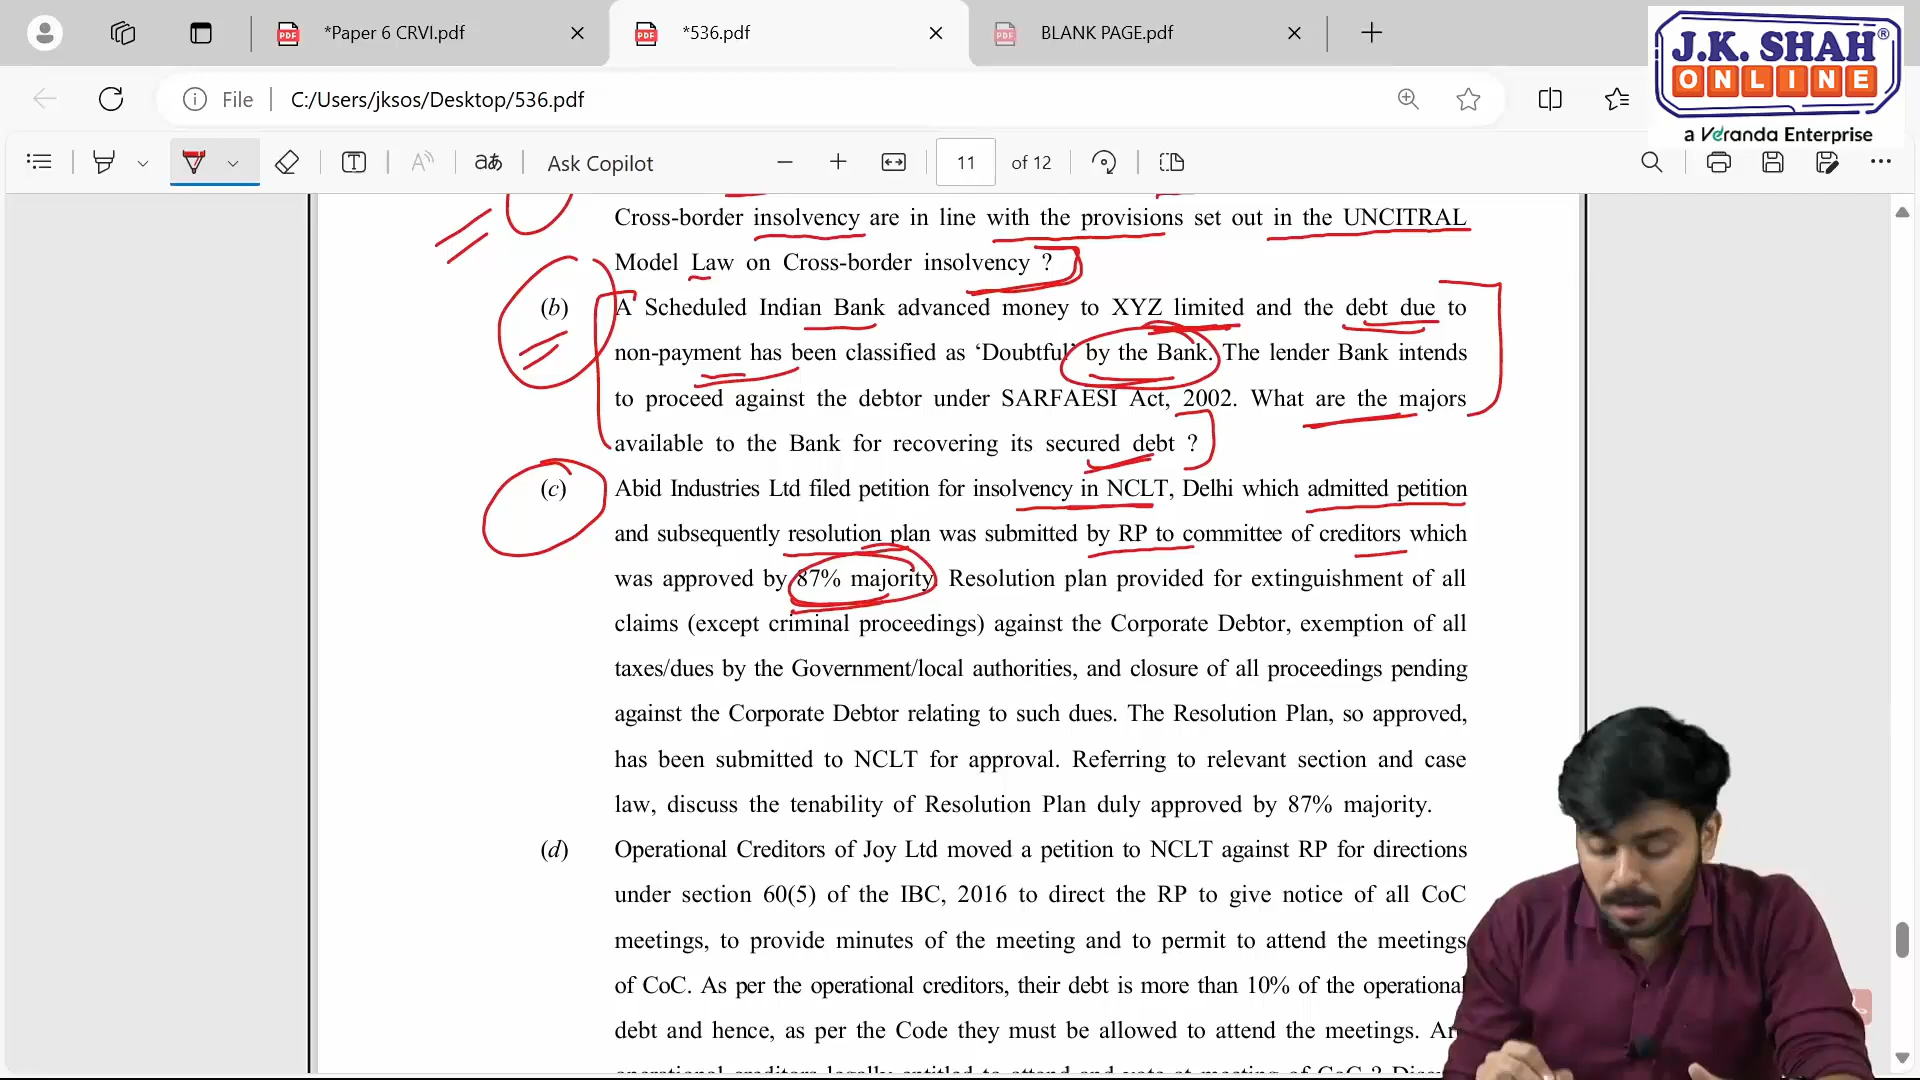 *Paper 6 CRVI.pdf
*536.pdf
BLANK PAGE.pdf
J.K. SHAH®
ONLINE
a Veranda Enterprise
File
C:/Users/jksos/Desktop/536.pdf
Ask Copilot
11
of 12
Cross-border insolvency are in line with the provisions set out in the UNCITRAL
Model Law on Cross-border insolvency ?
(b) A Scheduled Indian Bank advanced money to XYZ limited and the debt due to
non-payment has been classified as ‘Doubtful’ by the Bank. The lender Bank intends
to proceed against the debtor under SARFAESI Act, 2002. What are the majors
available to the Bank for recovering its secured debt ?
(c) Abid Industries Ltd filed petition for insolvency in NCLT, Delhi which admitted petition
and subsequently resolution plan was submitted by RP to committee of creditors which
was approved by 87% majority. Resolution plan provided for extinguishment of all
claims (except criminal proceedings) against the Corporate Debtor, exemption of all
taxes/dues by the Government/local authorities, and closure of all proceedings pending
against the Corporate Debtor relating to such dues. The Resolution Plan, so approved,
has been submitted to NCLT for approval. Referring to relevant section and case
law, discuss the tenability of Resolution Plan duly approved by 87% majority.
(d) Operational Creditors of Joy Ltd moved a petition to NCLT against RP for directions
under section 60(5) of the IBC, 2016 to direct the RP to give notice of all CoC
meetings, to provide minutes of the meeting and to permit to attend the meetings
of CoC. As per the operational creditors, their debt is more than 10% of the operational
debt and hence, as per the Code they must be allowed to attend the meetings.